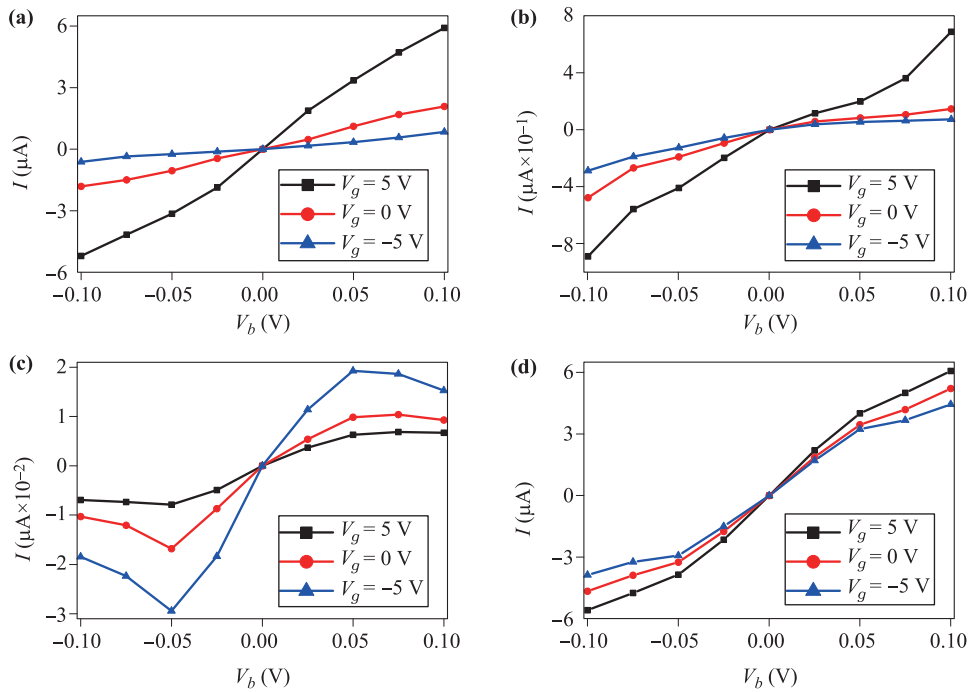 (a)
I (μA)
6
3
0
−3
−6
V_g = 5 V
V_g = 0 V
V_g = −5 V
−0.10 −0.05 0.00 0.05 0.10
V_b (V)
(b)
I (μA×10⁻¹)
8
4
0
−4
−8
V_g = 5 V
V_g = 0 V
V_g = −5 V
−0.10 −0.05 0.00 0.05 0.10
V_b (V)
(c)
I (μA×10⁻²)
2
1
0
−1
−2
−3
V_g = 5 V
V_g = 0 V
V_g = −5 V
−0.10 −0.05 0.00 0.05 0.10
V_b (V)
(d)
I (μA)
6
3
0
−3
−6
V_g = 5 V
V_g = 0 V
V_g = −5 V
−0.10 −0.05 0.00 0.05 0.10
V_b (V)